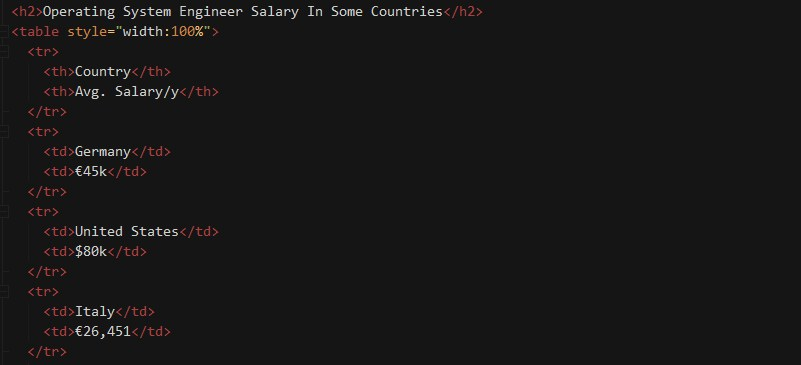 <h2>Operating System Engineer Salary In Some Countries</h2>
<table style="width:100%">
<tr>
<th>Country</th>
<th>Avg. Salary/y</th>
</tr>
<tr>
<td>Germany</td>
<td>€45k</td>
</tr>
<tr>
<td>United States</td>
<td>$80k</td>
</tr>
<tr>
<td>Italy</td>
<td>€26,451</td>
</tr>